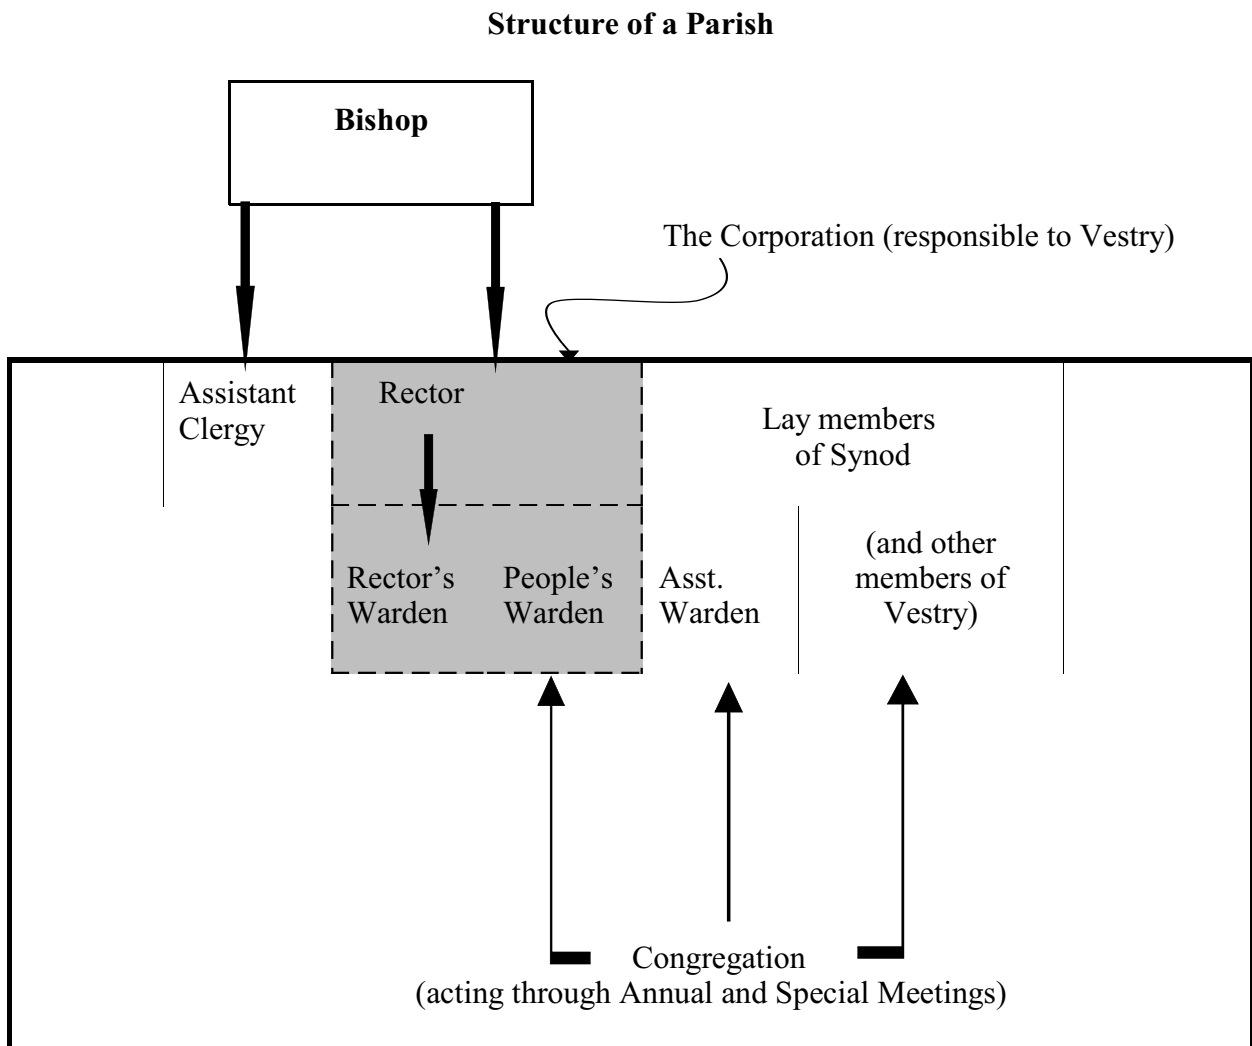 Structure of a Parish
Bishop
The Corporation (responsible to Vestry)
Assistant
Clergy
Rector
Lay members
of Synod
Rector’s
Warden
People’s
Warden
Asst.
Warden
(and other
members of
Vestry)
Congregation
(acting through Annual and Special Meetings)